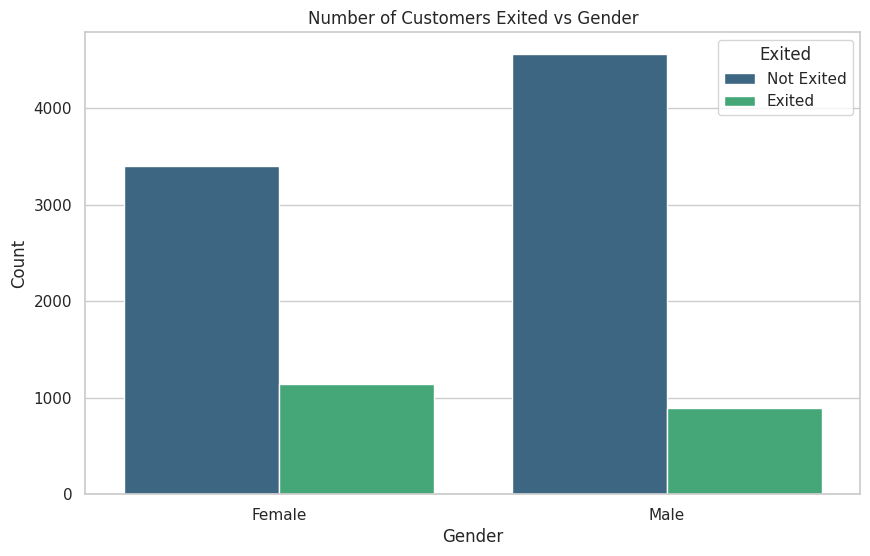 Number of Customers Exited vs Gender
Exited
Not Exited
Exited
4000
3000
2000
1000
0
Count
Female
Male
Gender